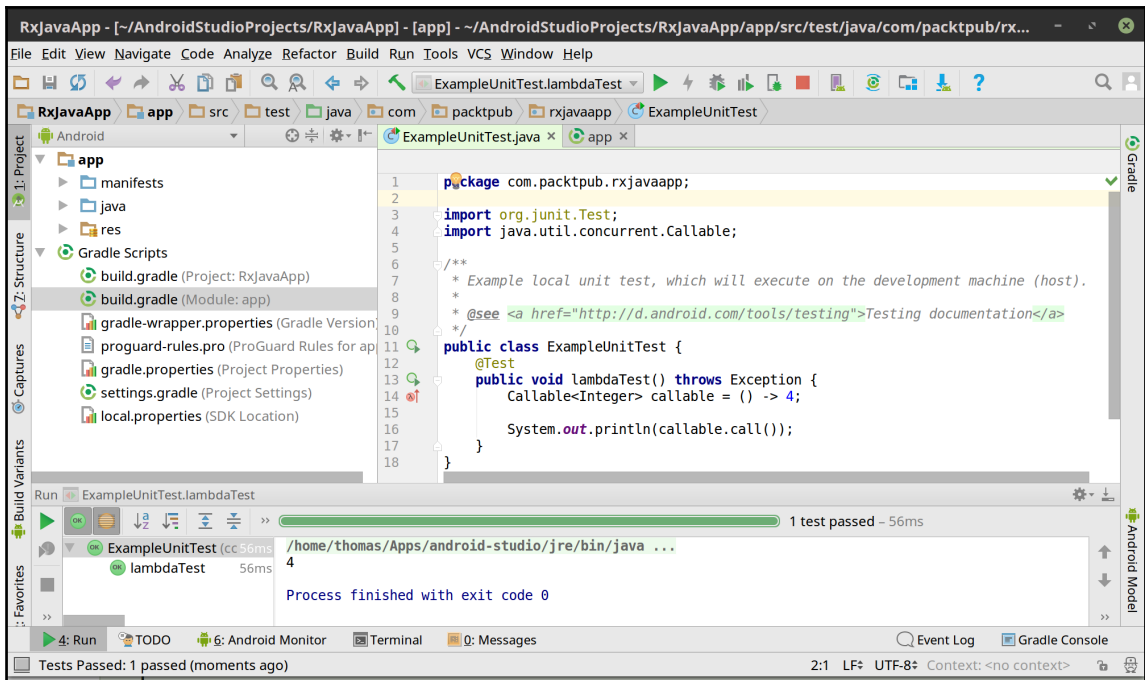 RxJavaApp - [~/AndroidStudioProjects/RxJavaApp] - [app] - ~/AndroidStudioProjects/RxJavaApp/app/src/test/java/com/packtpub/rx...
File Edit View Navigate Code Analyze Refactor Build Run Tools VCS Window Help
ExampleUnitTest.lambdaTest
RxJavaApp app src test java com packtpub rxjavaapp ExampleUnitTest
1: Project
Z: Structure
Captures
Build Variants
Favorites
Android
app
manifests
java
res
Gradle Scripts
build.gradle (Project: RxJavaApp)
build.gradle (Module: app)
gradle-wrapper.properties (Gradle Version
proguard-rules.pro (ProGuard Rules for ap
gradle.properties (Project Properties)
settings.gradle (Project Settings)
local.properties (SDK Location)
ExampleUnitTest.java × app ×
1 package com.packtpub.rxjavaapp;
2
3 import org.junit.Test;
4 import java.util.concurrent.Callable;
5
6 /**
7 * Example local unit test, which will execute on the development machine (host).
8 *
9 * @see <a href="http://d.android.com/tools/testing">Testing documentation</a>
10 */
11 public class ExampleUnitTest {
12 @Test
13 public void lambdaTest() throws Exception {
14 Callable<Integer> callable = () -> 4;
15
16 System.out.println(callable.call());
17 }
18 }
Gradle
Android Model
Run ExampleUnitTest.lambdaTest
1 test passed – 56ms
ExampleUnitTest (cc 56ms
lambdaTest 56ms
/home/thomas/Apps/android-studio/jre/bin/java ...
4
Process finished with exit code 0
4: Run TODO 6: Android Monitor Terminal 0: Messages Event Log Gradle Console
Tests Passed: 1 passed (moments ago) 2:1 LF÷ UTF-8÷ Context: <no context>